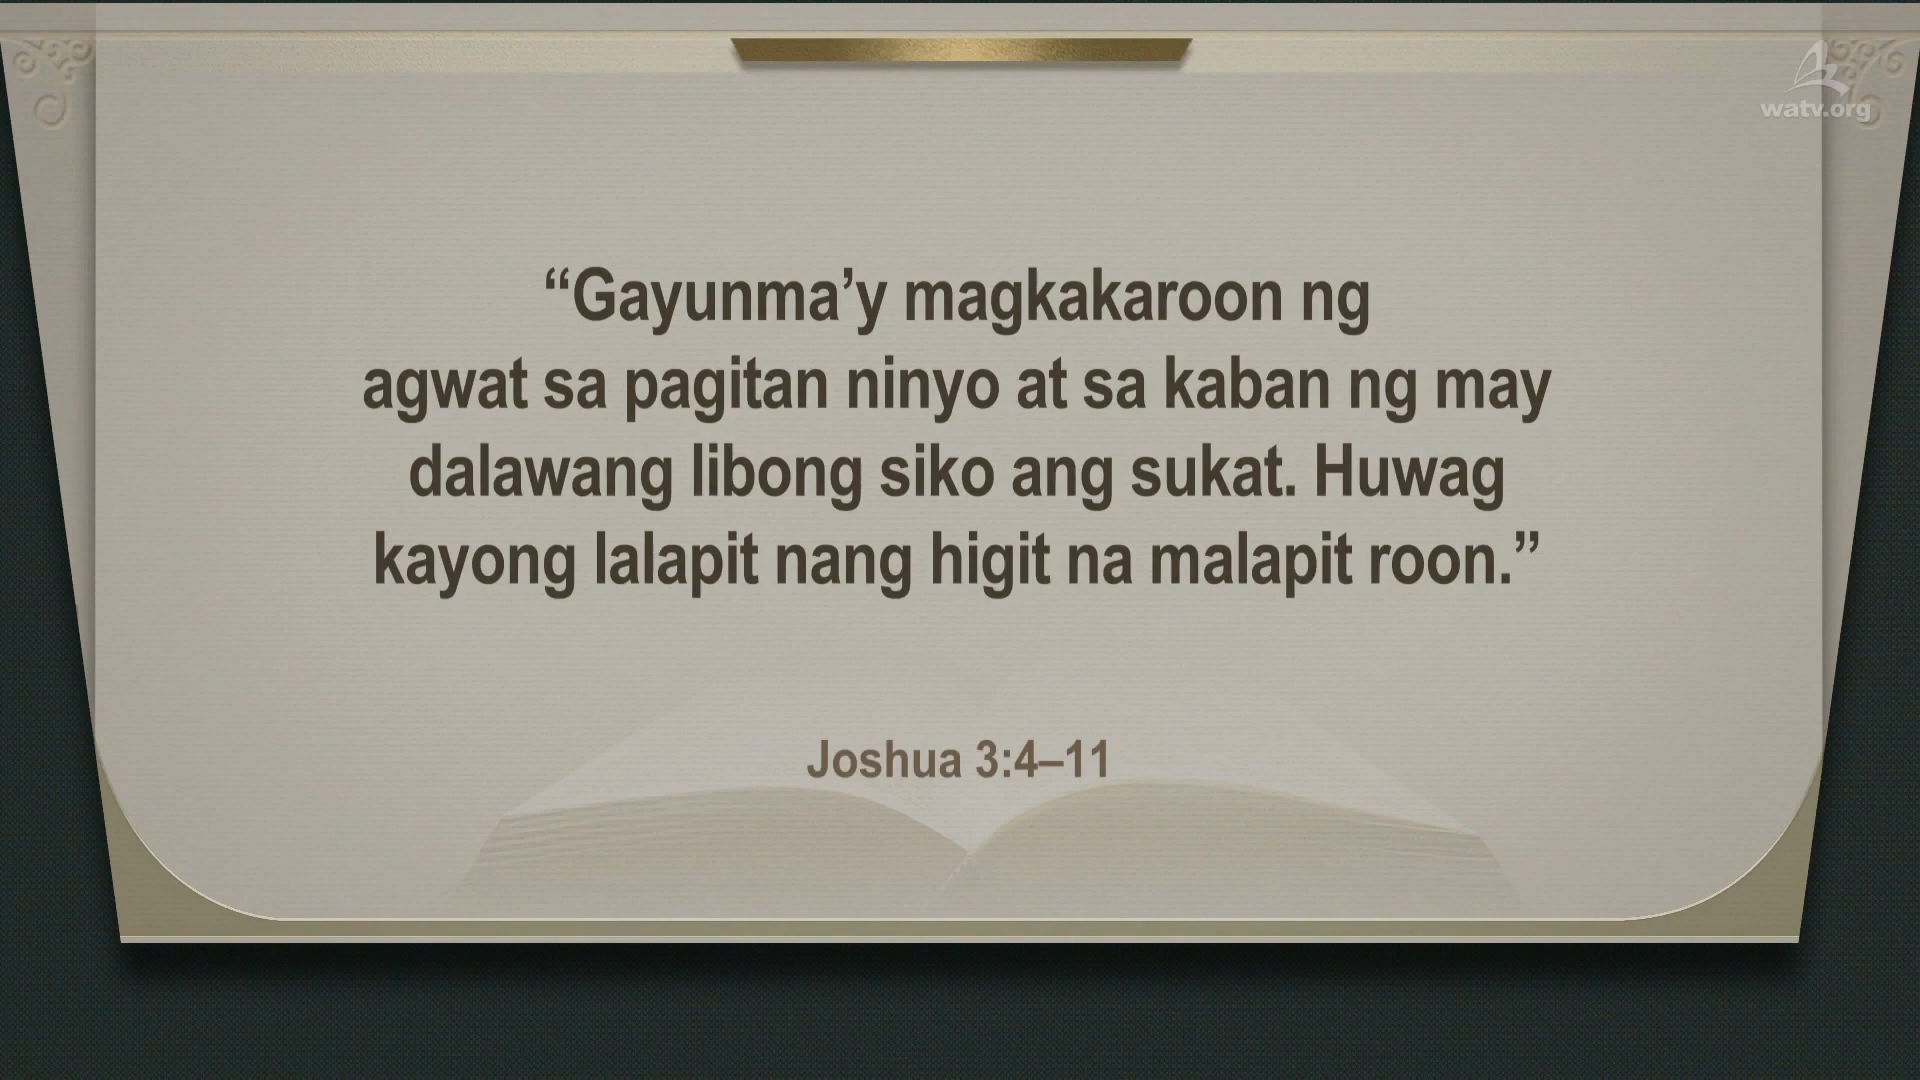 watv.org
“Gayunma’y magkakaroon ng
agwat sa pagitan ninyo at sa kaban ng may
dalawang libong siko ang sukat. Huwag
kayong lalapit nang higit na malapit roon.”
Joshua 3:4–11